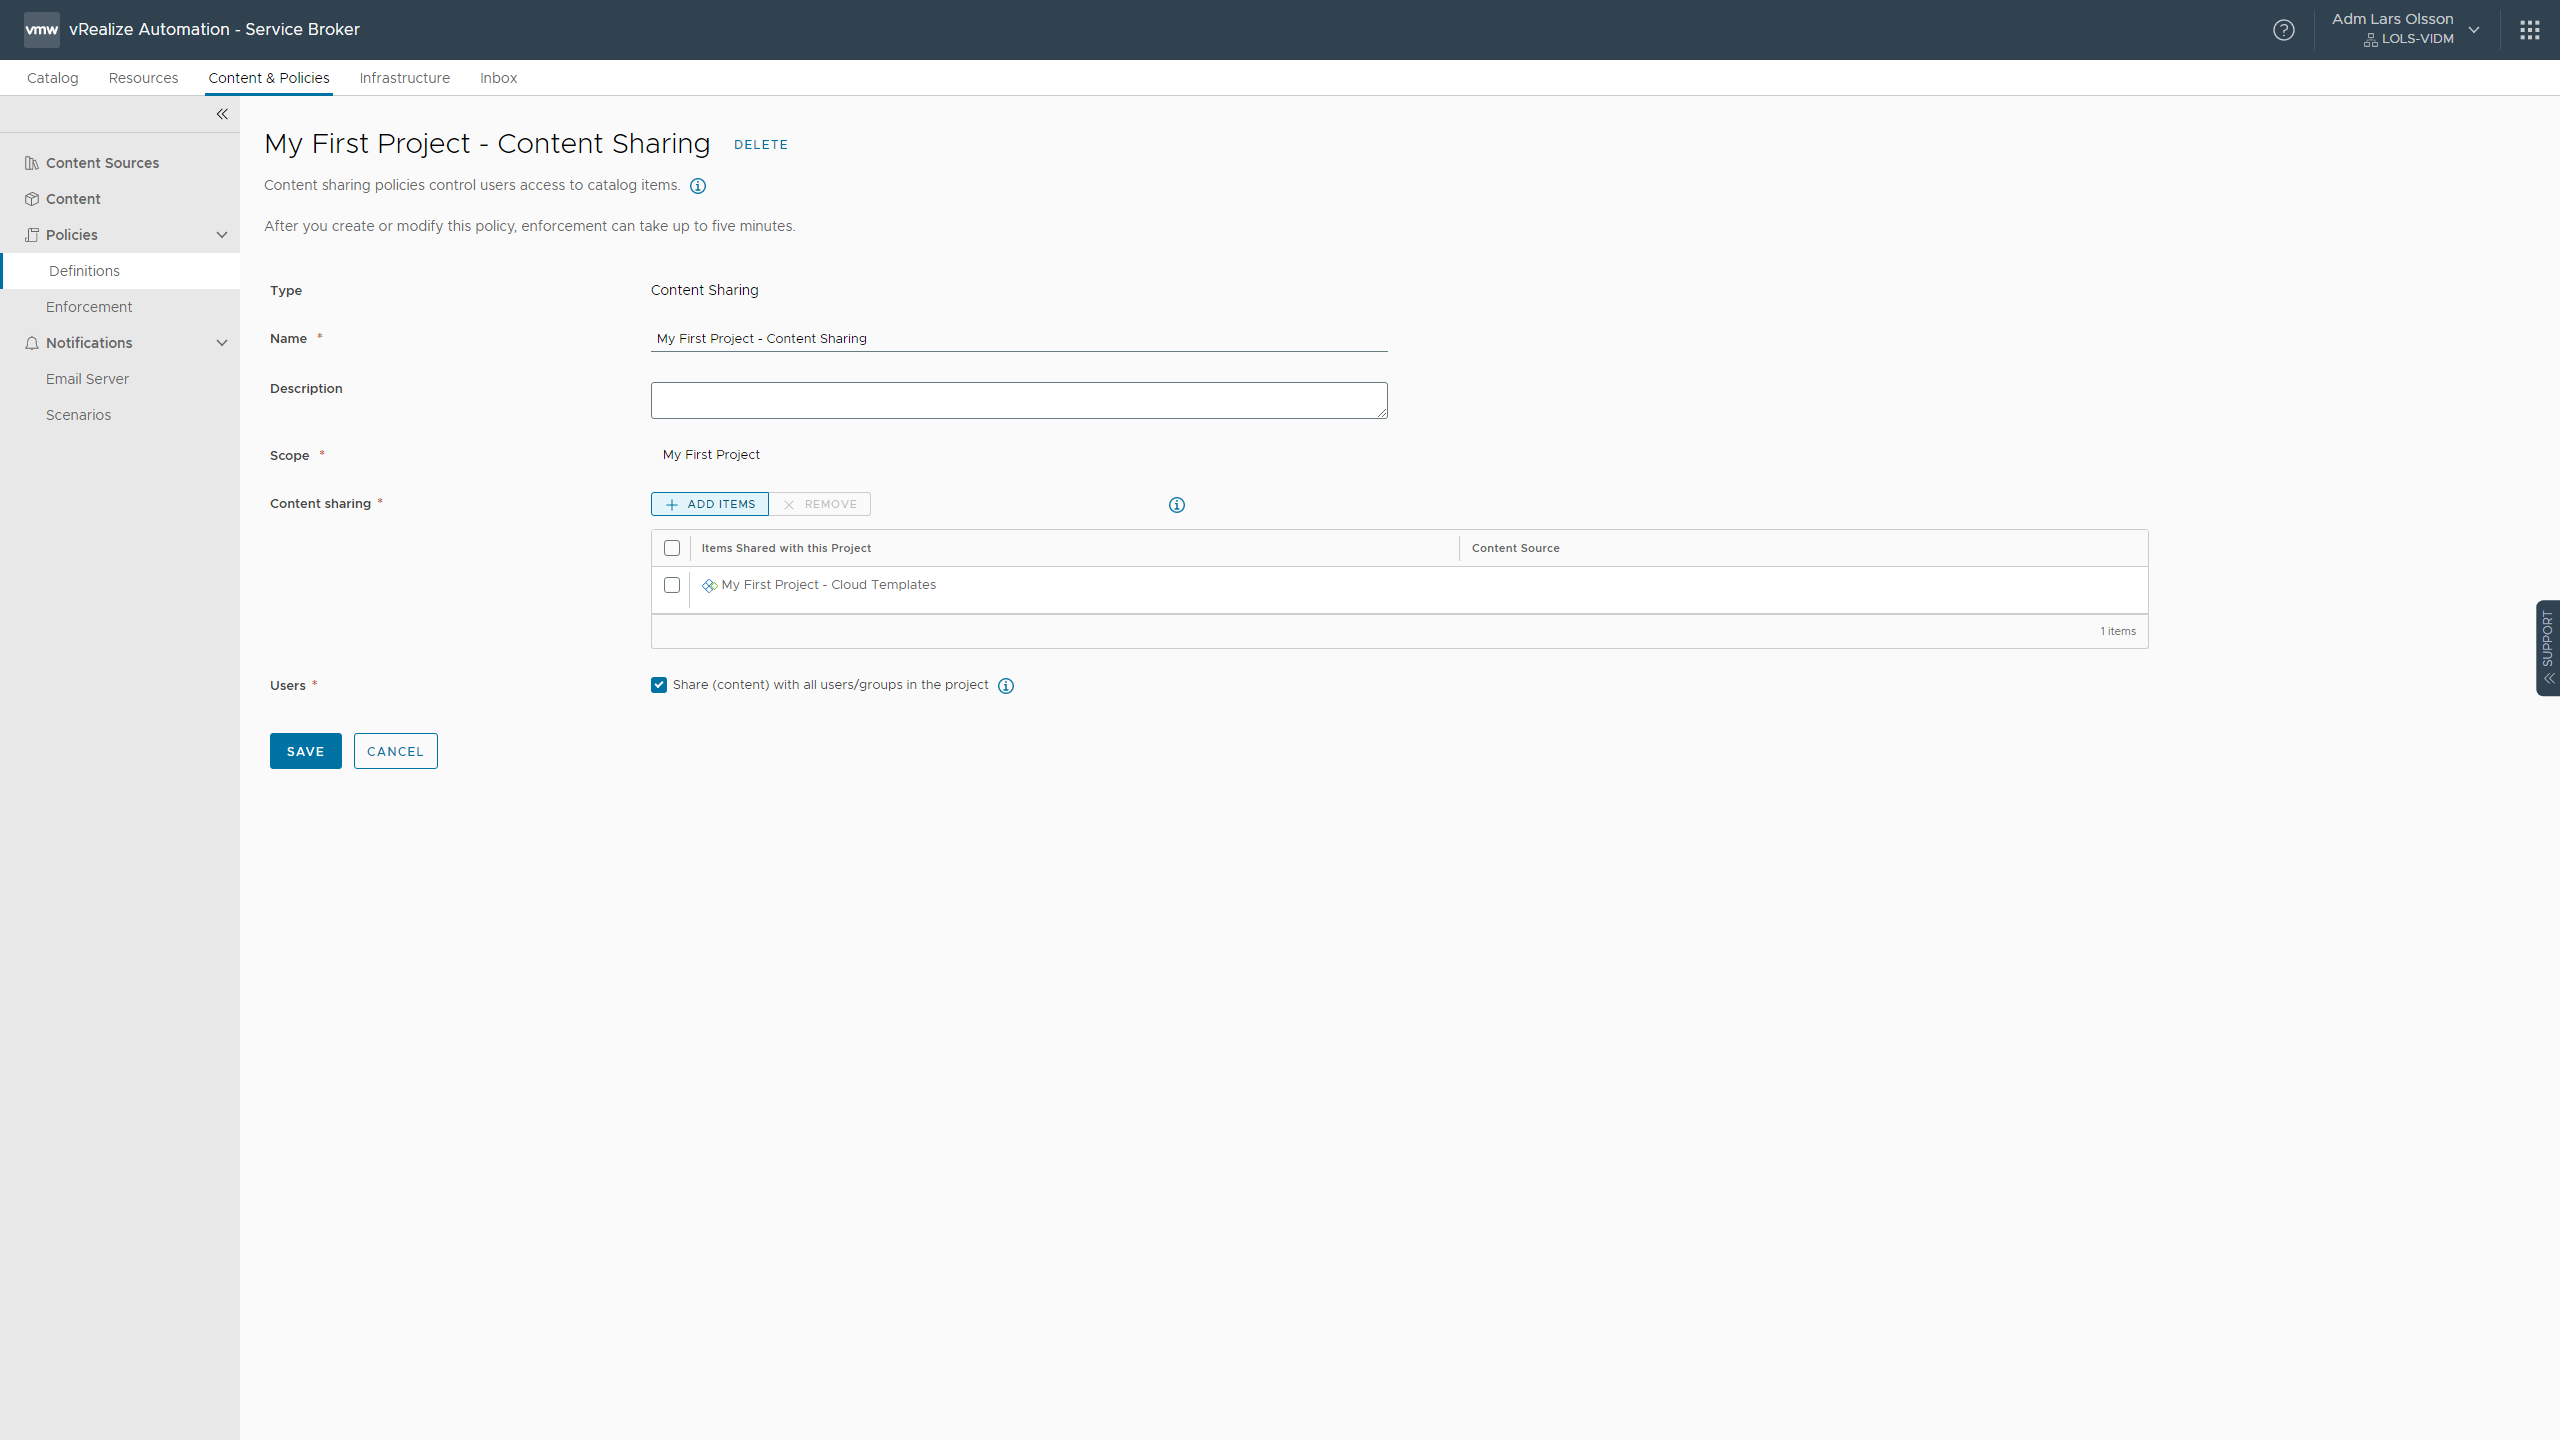 vmw vRealize Automation - Service Broker
Adm Lars Olsson
LOLS-VIDM
Catalog Resources Content & Policies Infrastructure Inbox
Content Sources
Content
Policies
Definitions
Enforcement
Notifications
Email Server
Scenarios
My First Project - Content Sharing DELETE
Content sharing policies control users access to catalog items.
After you create or modify this policy, enforcement can take up to five minutes.
Type Content Sharing
Name * My First Project - Content Sharing
Description
Scope * My First Project
Content sharing * + ADD ITEMS × REMOVE
Items Shared with this Project Content Source
My First Project - Cloud Templates
1 items
Users * Share (content) with all users/groups in the project
SAVE CANCEL
SUPPORT